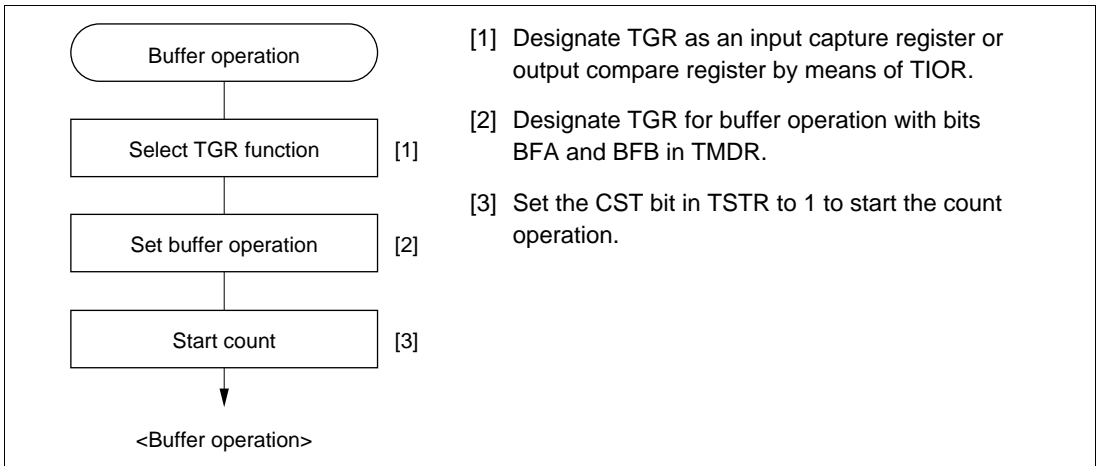 Buffer operation
Select TGR function
[1]
Set buffer operation
[2]
Start count
[3]
<Buffer operation>
[1] Designate TGR as an input capture register or
output compare register by means of TIOR.
[2] Designate TGR for buffer operation with bits
BFA and BFB in TMDR.
[3] Set the CST bit in TSTR to 1 to start the count
operation.